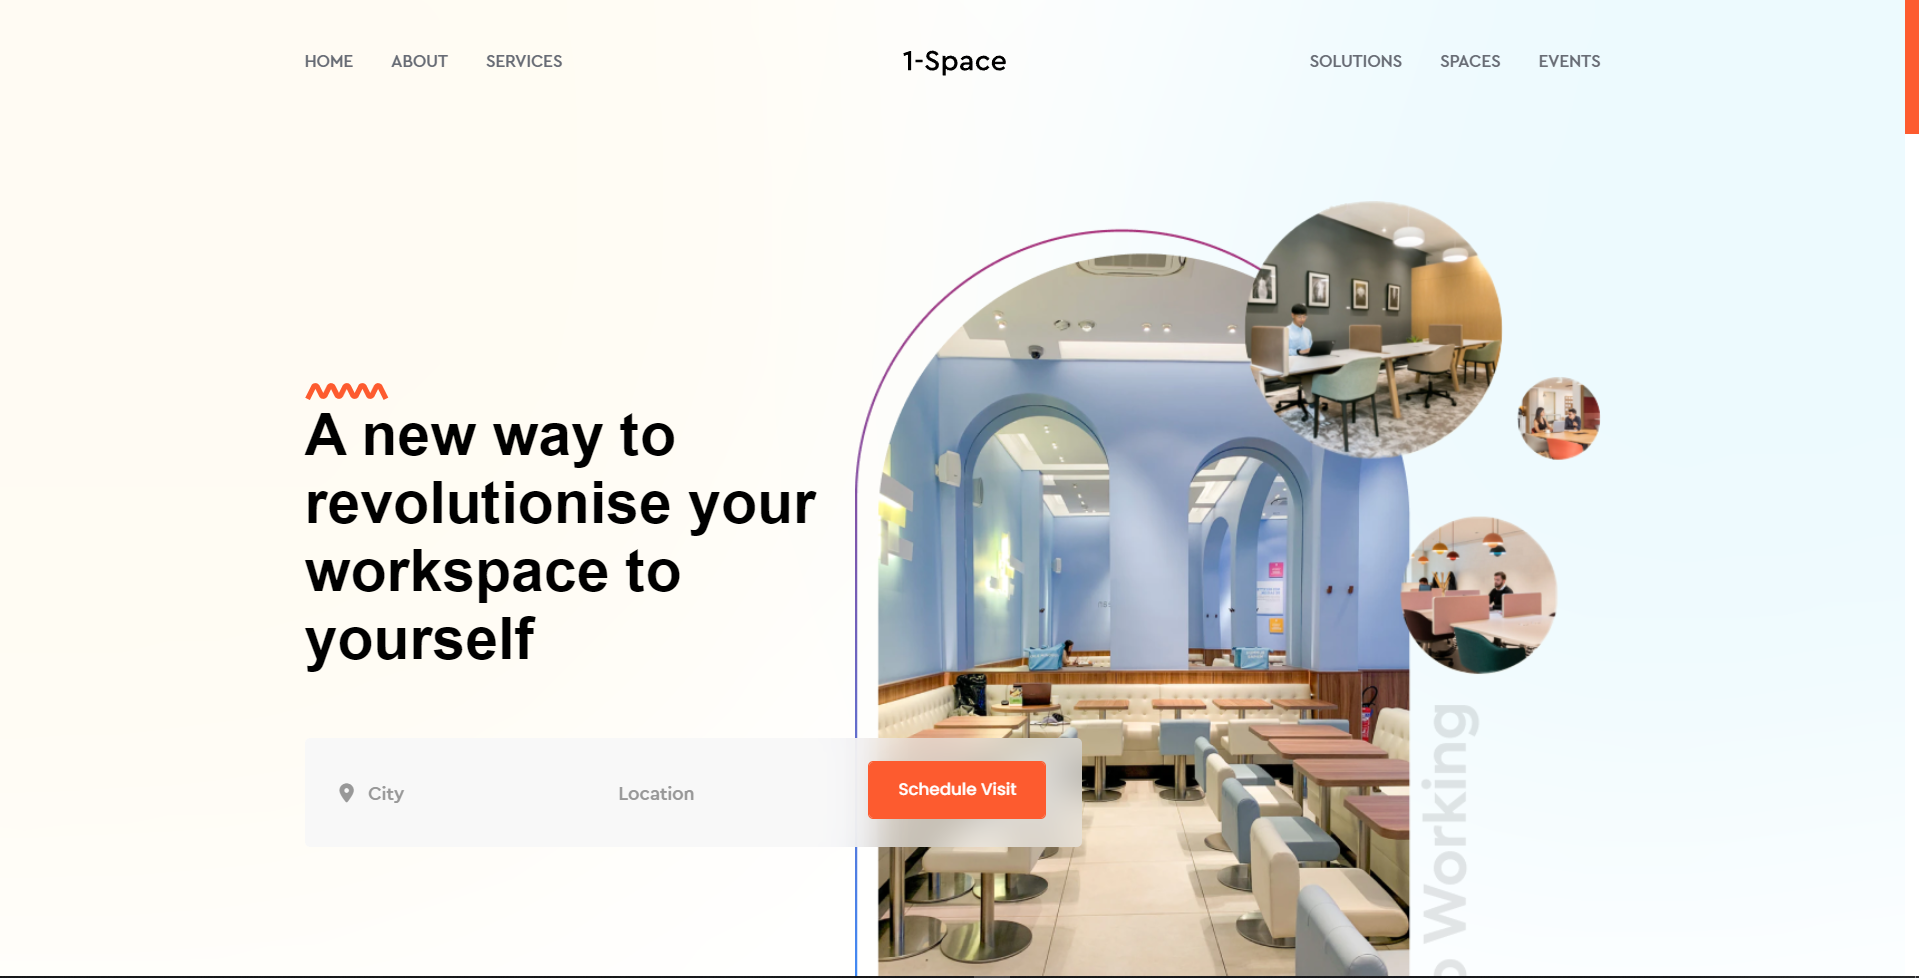 HOME ABOUT SERVICES 1-Space SOLUTIONS SPACES EVENTS
A new way to
revolutionise your
workspace to
yourself
City Location Schedule Visit
Working